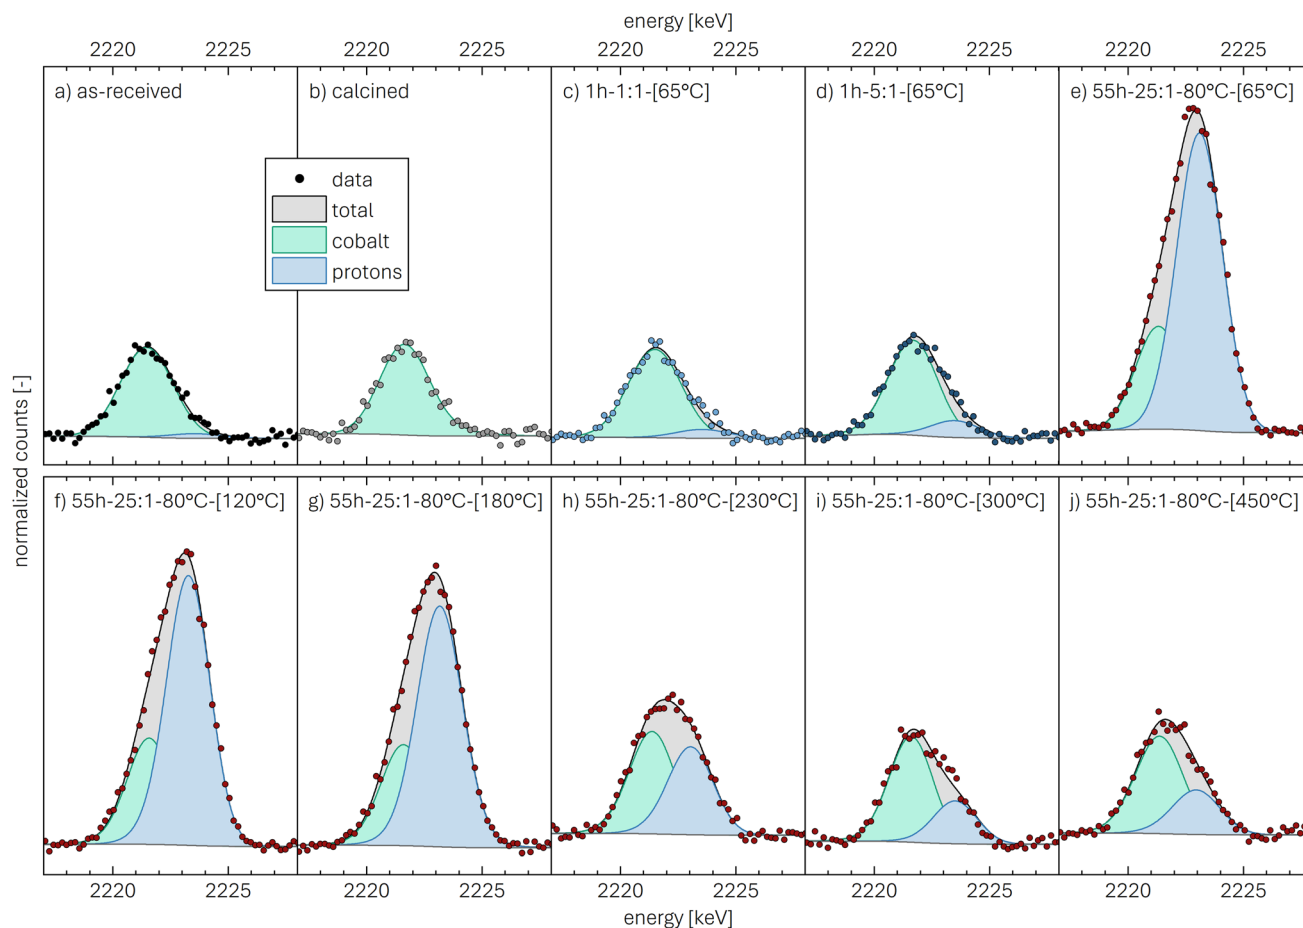 energy [keV]
2220 2225 2220 2225 2220 2225 2220 2225 2220 2225
a) as-received
b) calcined
c) 1h-1:1-[65°C]
d) 1h-5:1-[65°C]
e) 55h-25:1-80°C-[65°C]
data
total
cobalt
protons
normalized counts [-]
f) 55h-25:1-80°C-[120°C]
g) 55h-25:1-80°C-[180°C]
h) 55h-25:1-80°C-[230°C]
i) 55h-25:1-80°C-[300°C]
j) 55h-25:1-80°C-[450°C]
2220 2225 2220 2225 2220 2225 2220 2225 2220 2225
energy [keV]